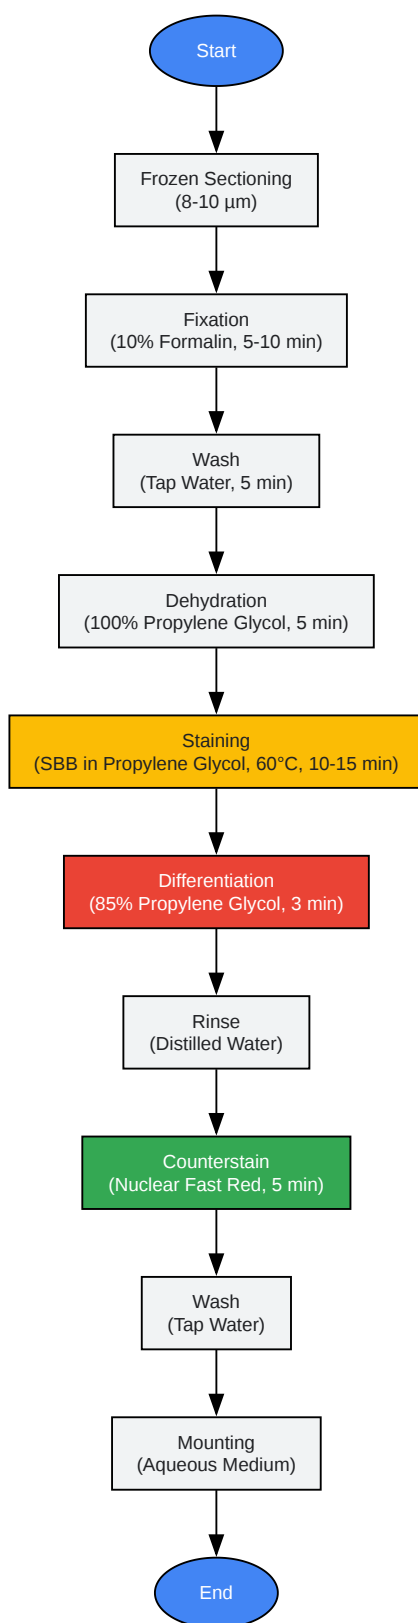 Start
Frozen Sectioning
(8-10 µm)
Fixation
(10% Formalin, 5-10 min)
Wash
(Tap Water, 5 min)
Dehydration
(100% Propylene Glycol, 5 min)
Staining
(SBB in Propylene Glycol, 60°C, 10-15 min)
Differentiation
(85% Propylene Glycol, 3 min)
Rinse
(Distilled Water)
Counterstain
(Nuclear Fast Red, 5 min)
Wash
(Tap Water)
Mounting
(Aqueous Medium)
End